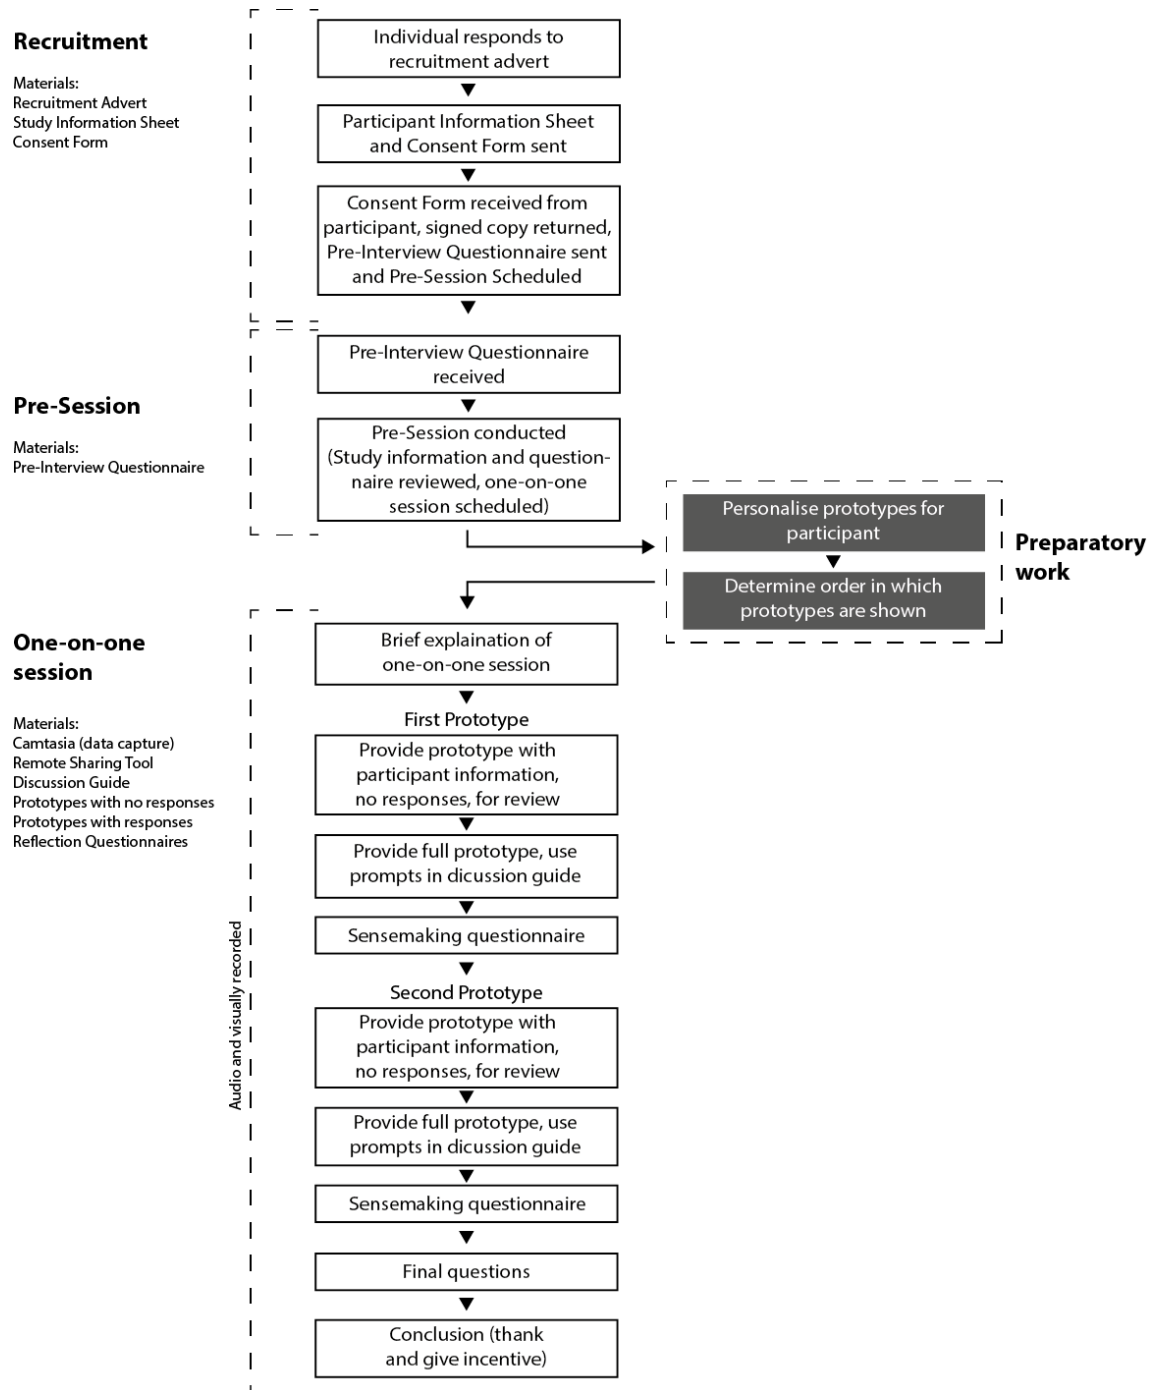 Recruitment
Materials:
Recruitment Advert
Study Information Sheet
Consent Form
Individual responds to
recruitment advert
Participant Information Sheet
and Consent Form sent
Consent Form received from
participant, signed copy returned,
Pre-Interview Questionnaire sent
and Pre-Session Scheduled
Pre-Session
Materials:
Pre-Interview Questionnaire
Pre-Interview Questionnaire
received
Pre-Session conducted
(Study information and question-
naire reviewed, one-on-one
session scheduled)
Preparatory
work
Personalise prototypes for
participant
Determine order in which
prototypes are shown
One-on-one
session
Materials:
Camtasia (data capture)
Remote Sharing Tool
Discussion Guide
Prototypes with no responses
Prototypes with responses
Reflection Questionnaires
Audio and visually recorded
Brief explaination of
one-on-one session
First Prototype
Provide prototype with
participant information,
no responses, for review
Provide full prototype, use
prompts in dicussion guide
Sensemaking questionnaire
Second Prototype
Provide prototype with
participant information,
no responses, for review
Provide full prototype, use
prompts in dicussion guide
Sensemaking questionnaire
Final questions
Conclusion (thank
and give incentive)